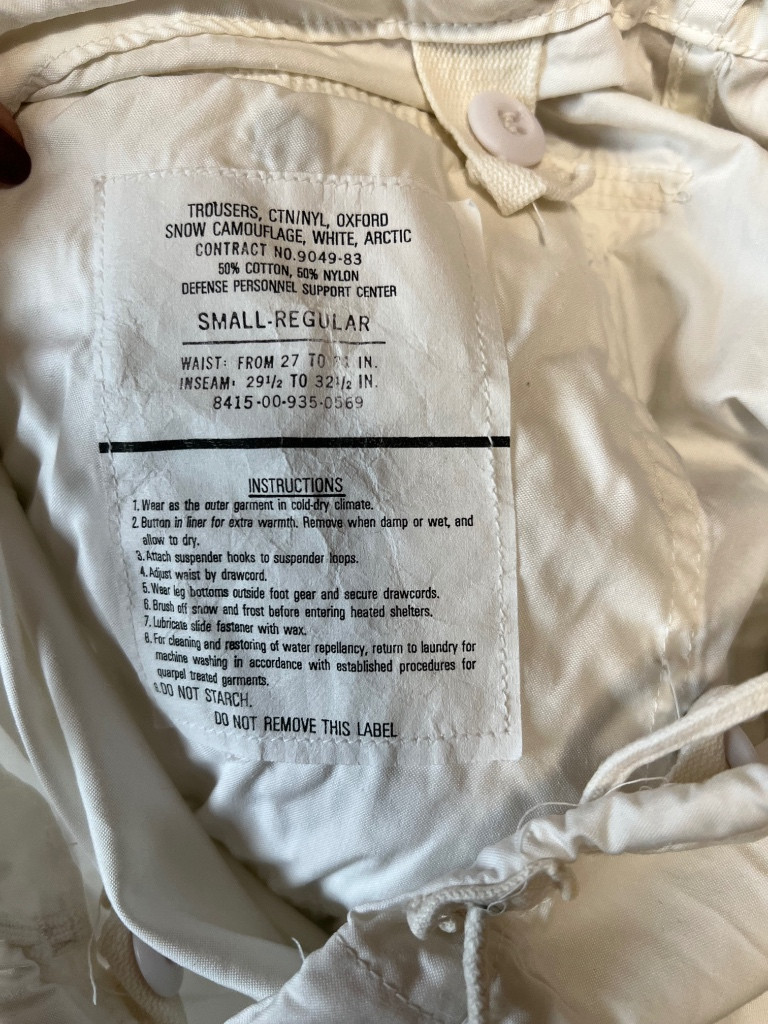 TROUSERS, CTN/NYL, OXFORD
SNOW CAMOUFLAGE, WHITE, ARCTIC
CONTRACT NO.9049-83
50% COTTON, 50% NYLON
DEFENSE PERSONNEL SUPPORT CENTER
SMALL-REGULAR
WAIST: FROM 27 TO IN.
INSEAM: 29 1/2 TO 32 1/2 IN.
8415-00-935-0569
INSTRUCTIONS
1. Wear as the outer garment in cold-dry climate.
2. Button in liner for extra warmth. Remove when damp or wet, and
allow to dry.
3. Attach suspender hooks to suspender loops.
4. Adjust waist by drawcord.
5. Wear leg bottoms outside foot gear and secure drawcords.
6. Brush off snow and frost before entering heated shelters.
7. Lubricate slide fastener with wax.
8. For cleaning and restoring of water repellancy, return to laundry for
machine washing in accordance with established procedures for
quarpel treated garments.
DO NOT STARCH.
DO NOT REMOVE THIS LABEL